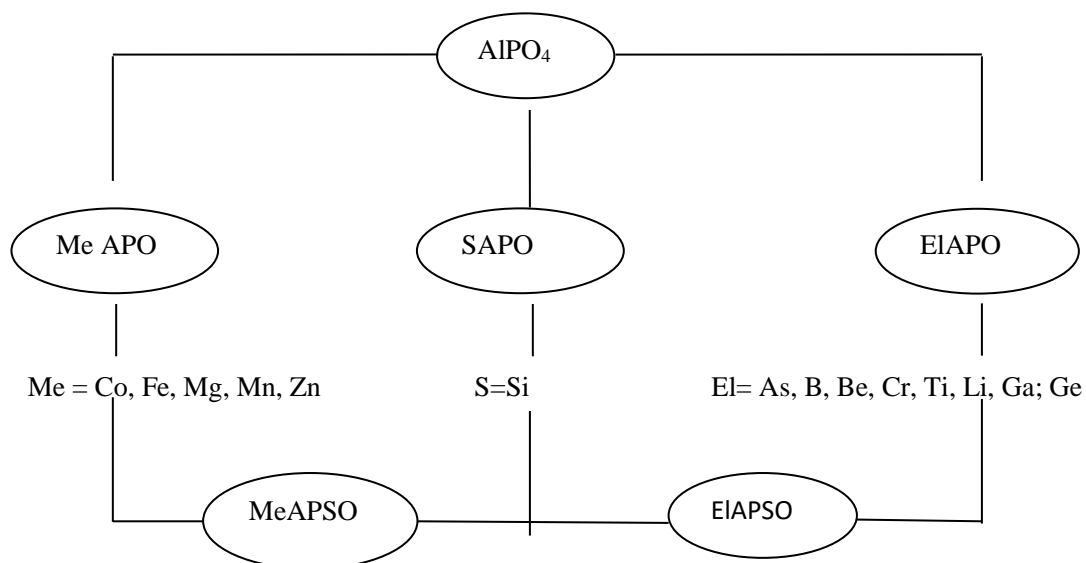 AlPO₄
Me APO
SAPO
ElAPO
Me = Co, Fe, Mg, Mn, Zn
S=Si
El= As, B, Be, Cr, Ti, Li, Ga; Ge
MeAPSO
ElAPSO